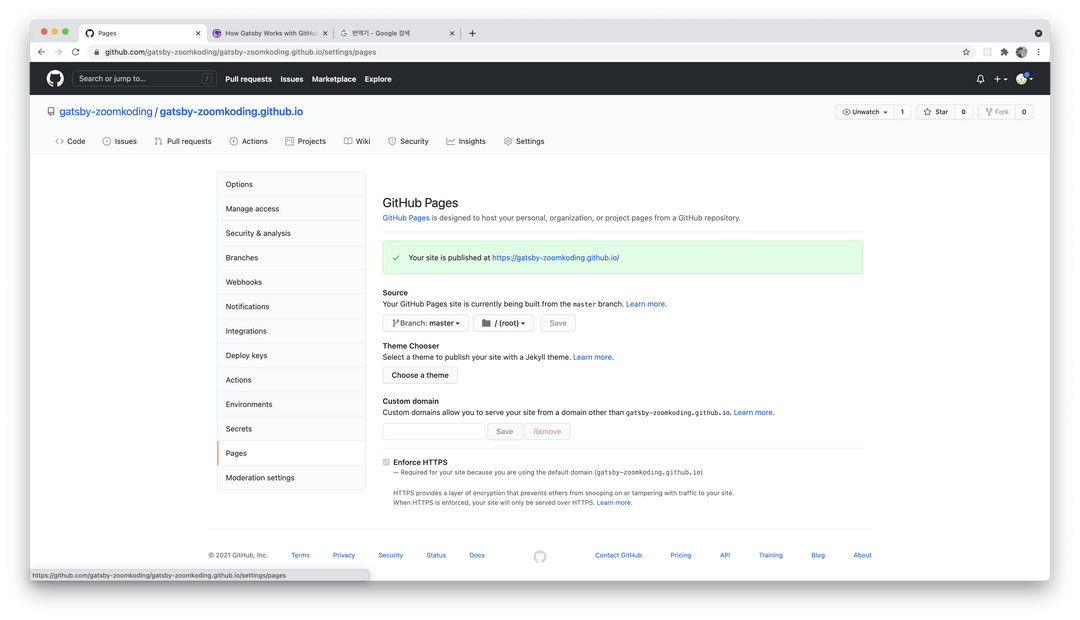 Pages
How Gatsby Works with GitHub
번역기 - Google 검색
github.com/gatsby-zoomkoding/gatsby-zoomkoding.github.io/settings/pages
Search or jump to...
/
Pull requests
Issues
Marketplace
Explore
gatsby-zoomkoding / gatsby-zoomkoding.github.io
Unwatch 1
Star 0
Fork 0
Code
Issues
Pull requests
Actions
Projects
Wiki
Security
Insights
Settings
Options
Manage access
Security & analysis
Branches
Webhooks
Notifications
Integrations
Deploy keys
Actions
Environments
Secrets
Pages
Moderation settings
GitHub Pages
GitHub Pages is designed to host your personal, organization, or project pages from a GitHub repository.
Your site is published at https://gatsby-zoomkoding.github.io/
Source
Your GitHub Pages site is currently being built from the master branch. Learn more.
Branch: master
/ (root)
Save
Theme Chooser
Select a theme to publish your site with a Jekyll theme. Learn more.
Choose a theme
Custom domain
Custom domains allow you to serve your site from a domain other than gatsby-zoomkoding.github.io. Learn more.
Save
Remove
Enforce HTTPS
— Required for your site because you are using the default domain (gatsby-zoomkoding.github.io)
HTTPS provides a layer of encryption that prevents others from snooping on or tampering with traffic to your site.
When HTTPS is enforced, your site will only be served over HTTPS. Learn more.
© 2021 GitHub, Inc.
Terms
Privacy
Security
Status
Docs
Contact GitHub
Pricing
API
Training
Blog
About
https://github.com/gatsby-zoomkoding/gatsby-zoomkoding.github.io/settings/pages